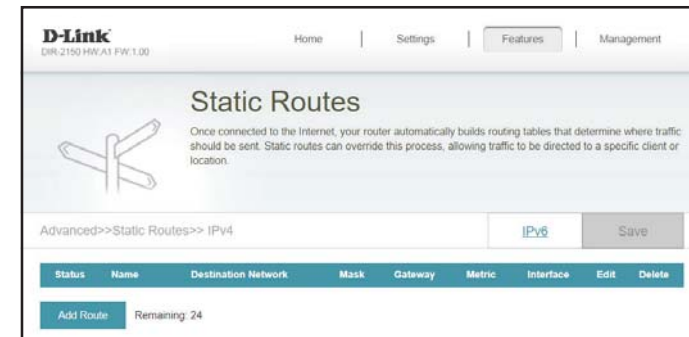 D-Link
DIR-2150 HW:A1 FW:1.00
Home | Settings | Features | Management
Static Routes
Once connected to the Internet, your router automatically builds routing tables that determine where traffic
should be sent. Static routes can override this process, allowing traffic to be directed to a specific client or
location.
Advanced>>Static Routes>> IPv4
IPv6
Save
Status Name Destination Network Mask Gateway Metric Interface Edit Delete
Add Route Remaining: 24